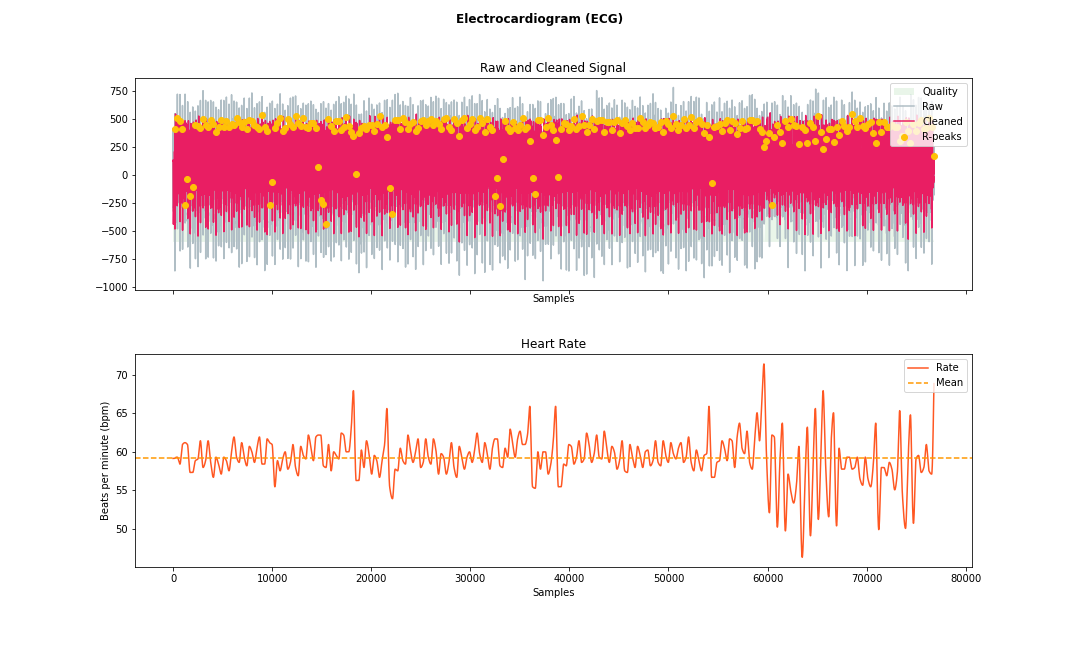 Electrocardiogram (ECG)
Raw and Cleaned Signal
750
500
250
0
−250
−500
−750
−1000
Quality
Raw
Cleaned
R-peaks
Samples
Heart Rate
Beats per minute (bpm)
70
65
60
55
50
Rate
Mean
0
10000
20000
30000
40000
50000
60000
70000
80000
Samples